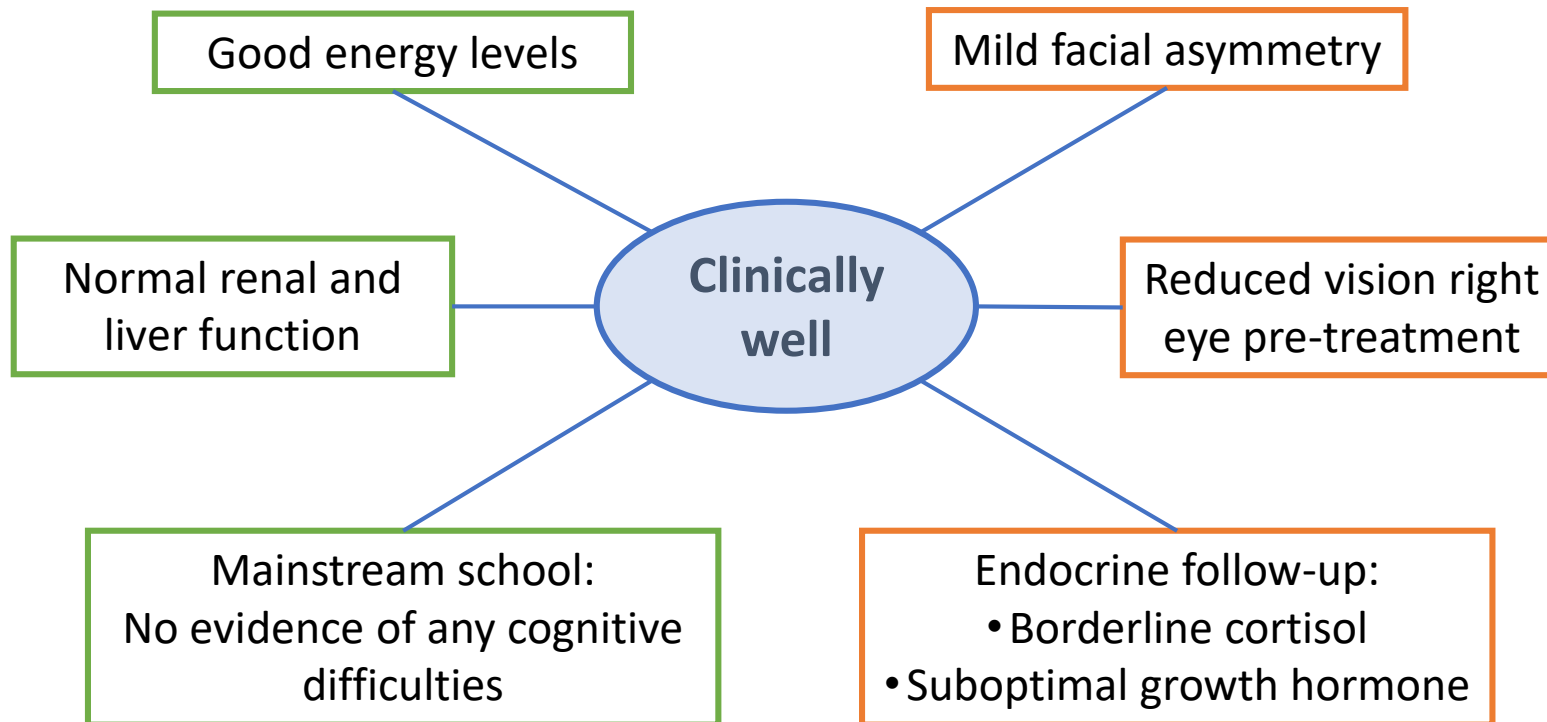 Good energy levels
Mild facial asymmetry
Clinically
well
Normal renal and
liver function
Reduced vision right
eye pre-treatment
Mainstream school:
No evidence of any cognitive
difficulties
Endocrine follow-up:
•Borderline cortisol
•Suboptimal growth hormone